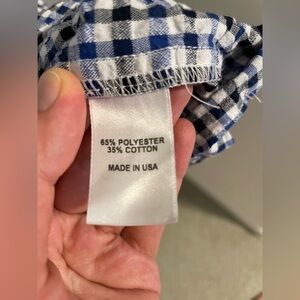 65% POLYESTER
35% COTTON
MADE IN USA